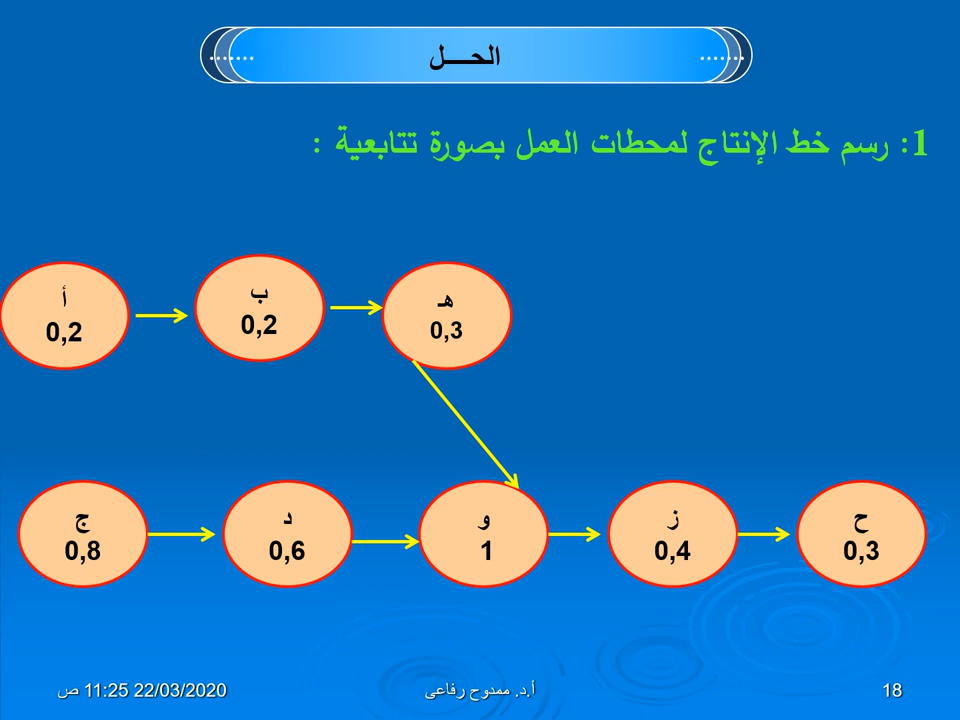 ....... الحــــل .......
1: رسم خط الإنتاج لمحطات العمل بصورة تتابعية :
أ
0,2
ب
0,2
هـ
0,3
ج
0,8
د
0,6
و
1
ز
0,4
ح
0,3
22/03/2020 11:25 ص
أ.د. ممدوح رفاعى
18